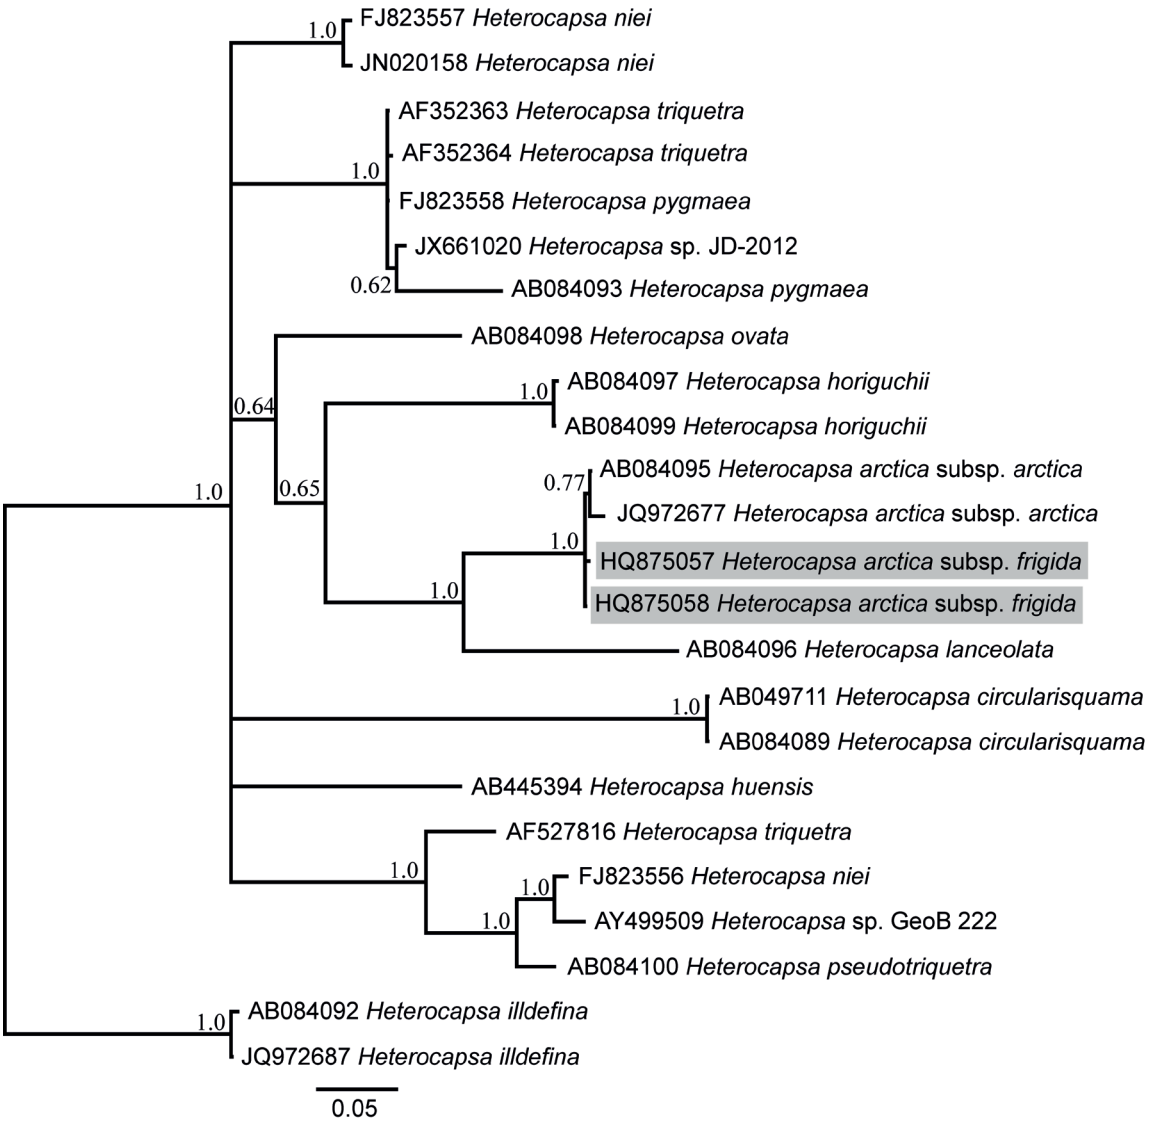 FJ823557 Heterocapsa niei
1.0
JN020158 Heterocapsa niei
AF352363 Heterocapsa triquetra
AF352364 Heterocapsa triquetra
1.0
FJ823558 Heterocapsa pygmaea
JX661020 Heterocapsa sp. JD-2012
0.62
AB084093 Heterocapsa pygmaea
AB084098 Heterocapsa ovata
AB084097 Heterocapsa horiguchii
1.0
0.64
AB084099 Heterocapsa horiguchii
AB084095 Heterocapsa arctica subsp. arctica
0.77
0.65
1.0
JQ972677 Heterocapsa arctica subsp. arctica
1.0
HQ875057 Heterocapsa arctica subsp. frigida
1.0
HQ875058 Heterocapsa arctica subsp. frigida
AB084096 Heterocapsa lanceolata
AB049711 Heterocapsa circularisquama
1.0
AB084089 Heterocapsa circularisquama
AB445394 Heterocapsa huensis
AF527816 Heterocapsa triquetra
1.0
FJ823556 Heterocapsa niei
1.0
1.0
AY499509 Heterocapsa sp. GeoB 222
AB084100 Heterocapsa pseudotriquetra
AB084092 Heterocapsa illdefina
1.0
JQ972687 Heterocapsa illdefina
0.05